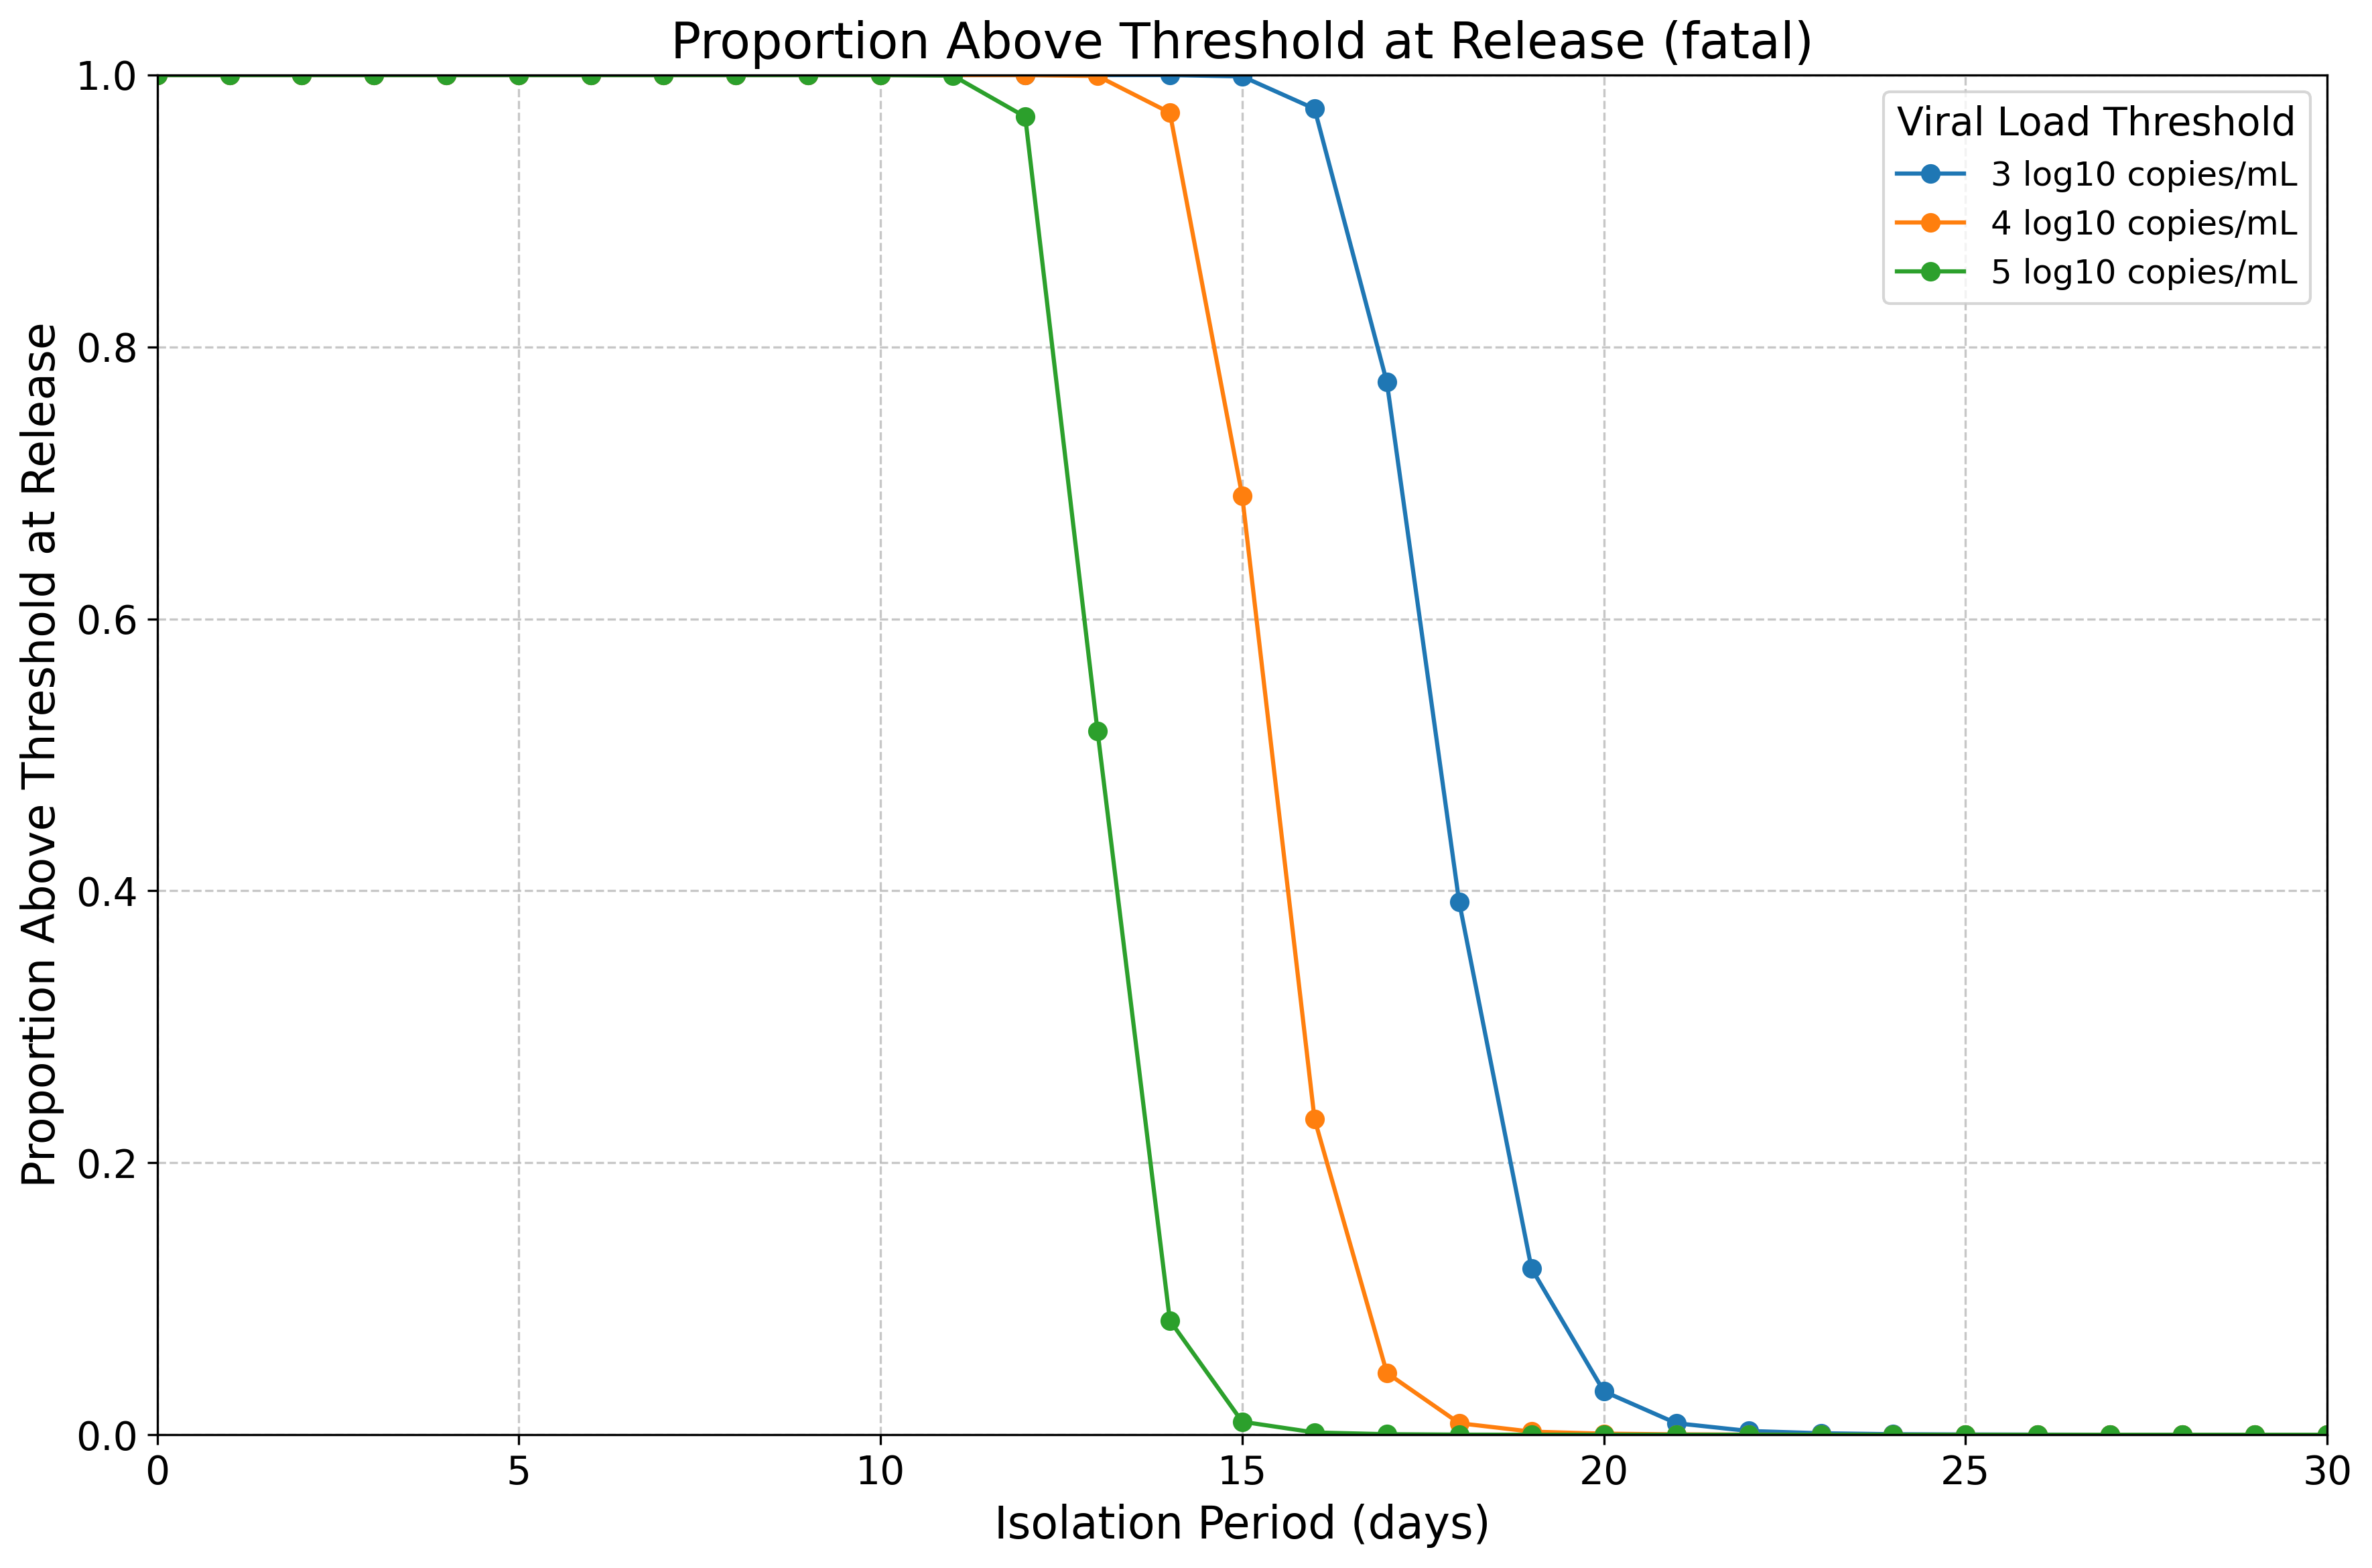 Proportion Above Threshold at Release (fatal)
Proportion Above Threshold at Release
1.0
0.8
0.6
0.4
0.2
0.0
Viral Load Threshold
3 log10 copies/mL
4 log10 copies/mL
5 log10 copies/mL
0 5 10 15 20 25 30
Isolation Period (days)